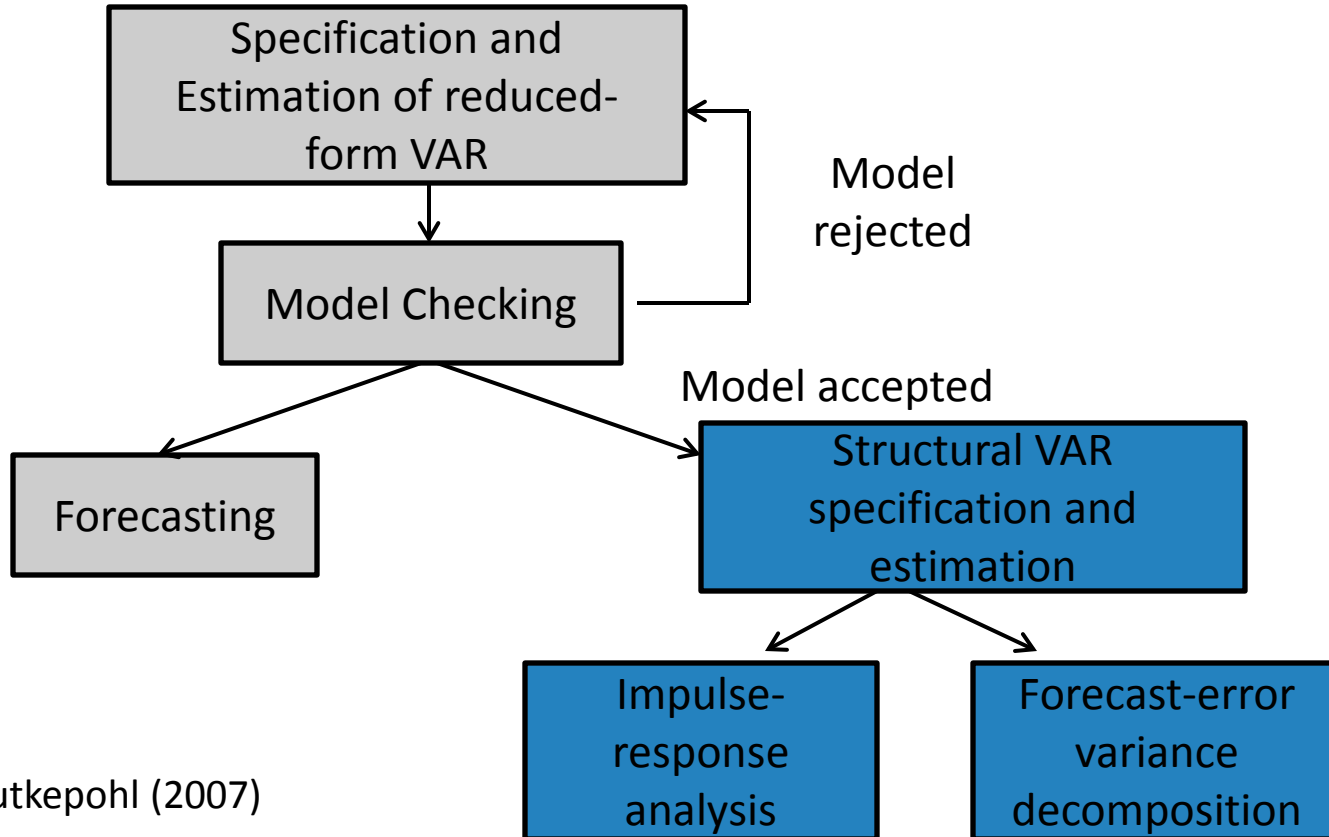 Specification and
Estimation of reduced-
form VAR
Model
rejected
Model Checking
Model accepted
Structural VAR
specification and
estimation
Forecasting
Impulse-
response
analysis
Forecast-error
variance
decomposition
utkepohl (2007)